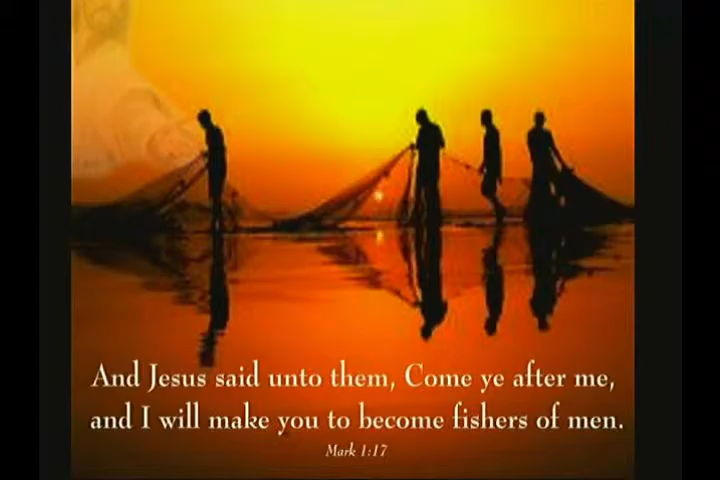 And Jesus said unto them, Come ye after me,
and I will make you to become fishers of men.
Mark 1:17